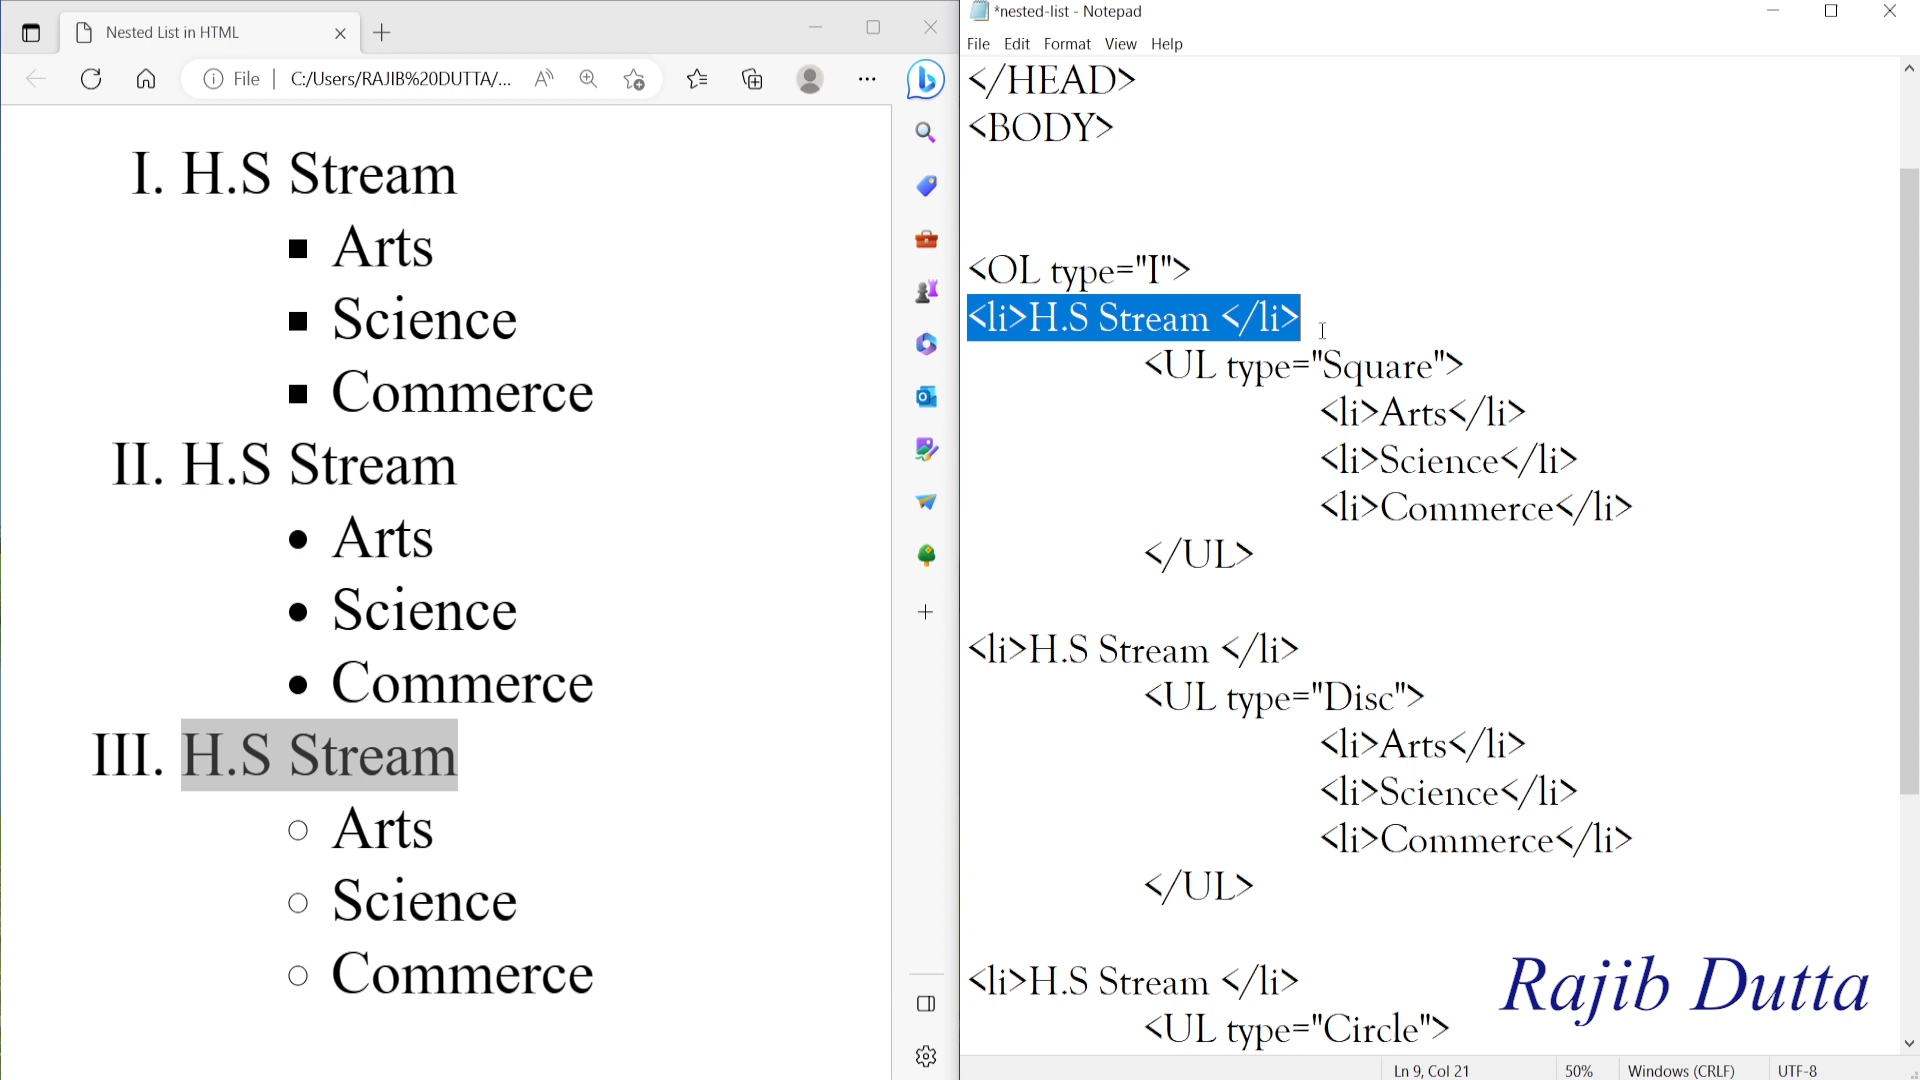 Nested List in HTML
File
C:/Users/RAJIB%20DUTTA/...
I. H.S Stream
Arts
Science
Commerce
II. H.S Stream
Arts
Science
Commerce
III. H.S Stream
Arts
Science
Commerce
*nested-list - Notepad
File Edit Format View Help
</HEAD>
<BODY>
<OL type="I">
<li>H.S Stream </li>
<UL type="Square">
<li>Arts</li>
<li>Science</li>
<li>Commerce</li>
</UL>
<li>H.S Stream </li>
<UL type="Disc">
<li>Arts</li>
<li>Science</li>
<li>Commerce</li>
</UL>
<li>H.S Stream </li>
<UL type="Circle">
Rajib Dutta
Ln 9, Col 21 50% Windows (CRLF) UTF-8